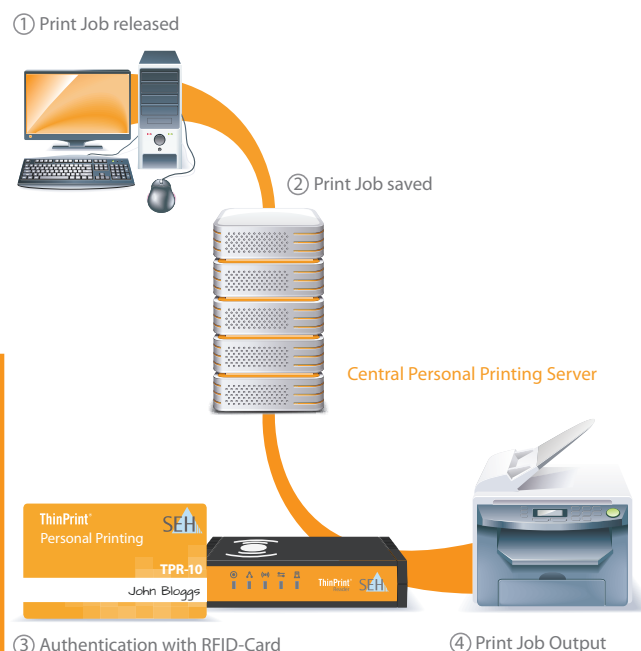 ① Print Job released
② Print Job saved
Central Personal Printing Server
ThinPrint®
Personal Printing
SEH
TPR-10
John Bloggs
ThinPrint®
Reader
SEH
③ Authentication with RFID-Card
④ Print Job Output